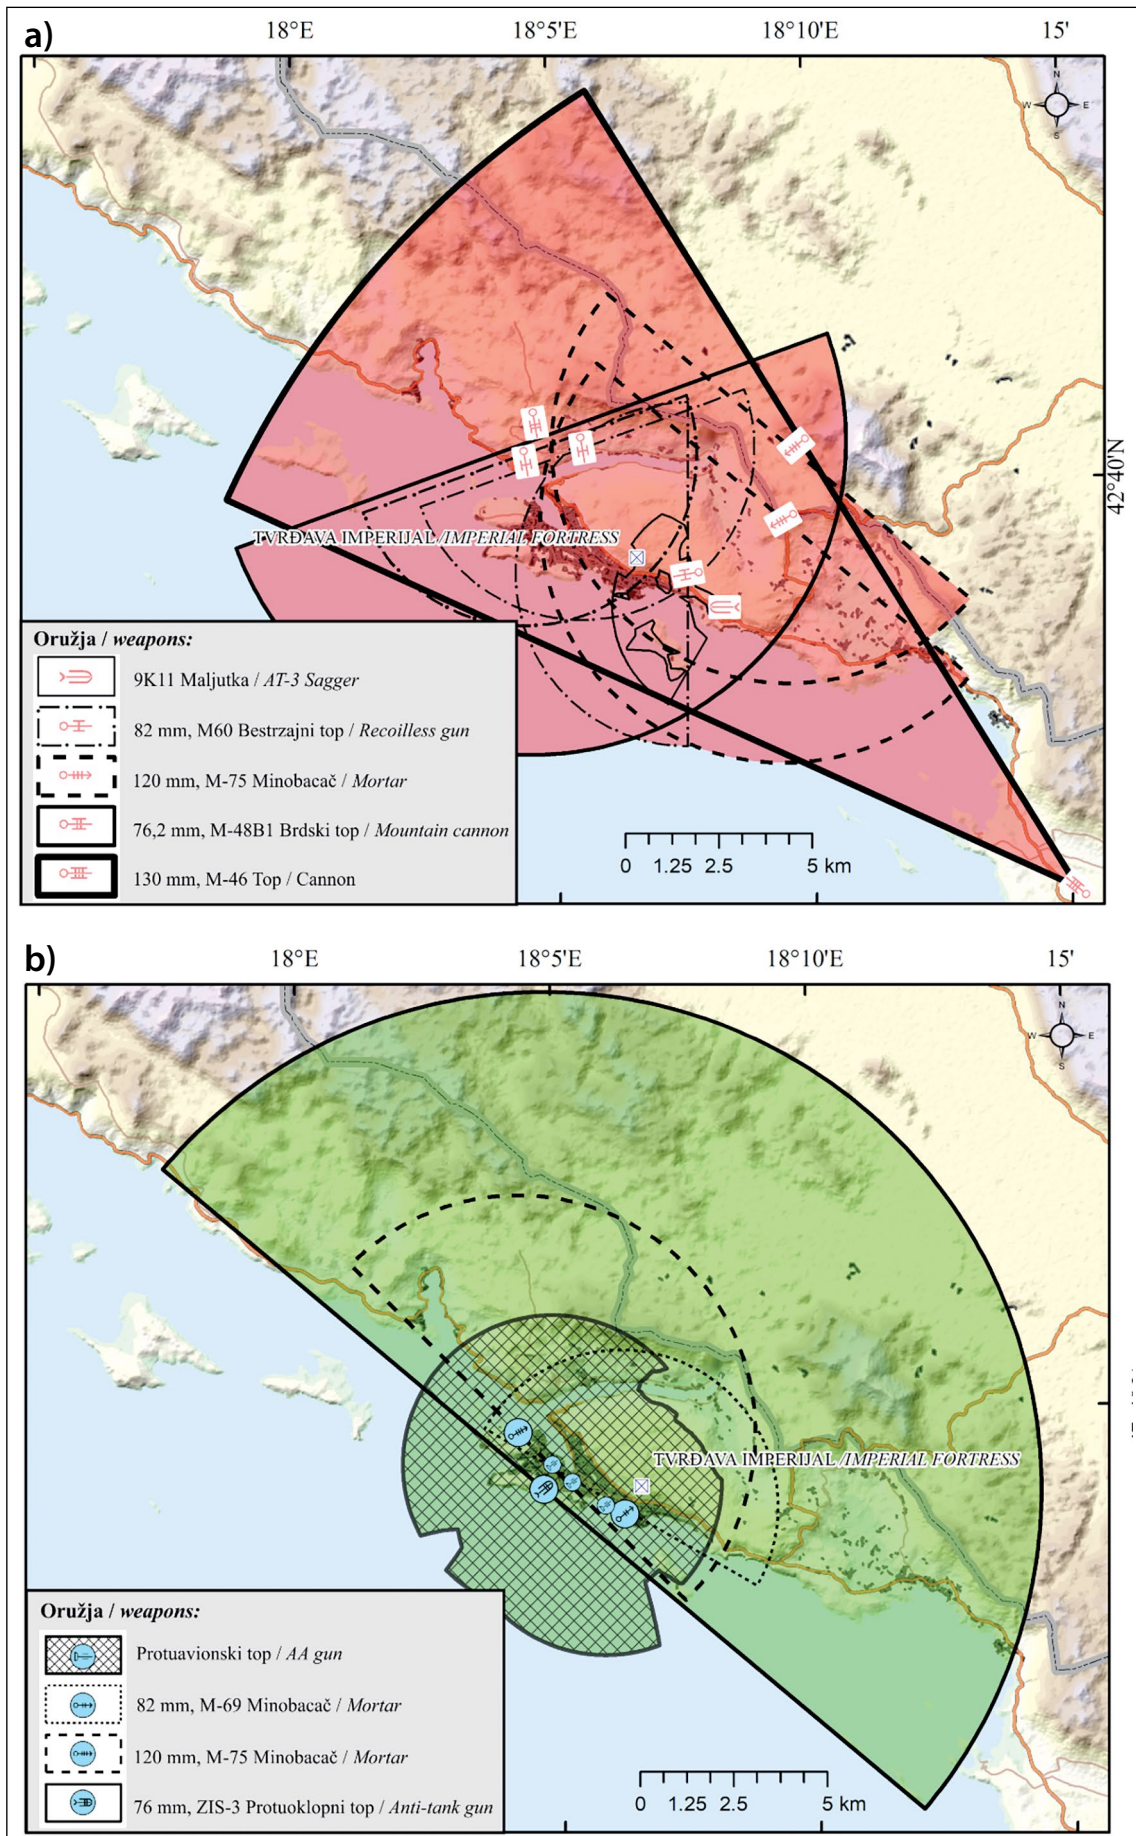 a)
18°E 18°5'E 18°10'E 15'
N
W E
S
42°40'N
TVRĐAVA IMPERIJAL /IMPERIAL FORTRESS
Oružja / weapons:
9K11 Maljutka / AT-3 Sagger
82 mm, M60 Bestrzajni top / Recoilless gun
120 mm, M-75 Minobacač / Mortar
76,2 mm, M-48B1 Brdski top / Mountain cannon
130 mm, M-46 Top / Cannon
0 1.25 2.5 5 km
b)
18°E 18°5'E 18°10'E 15'
N
W E
S
TVRĐAVA IMPERIJAL /IMPERIAL FORTRESS
Oružja / weapons:
Protuavionski top / AA gun
82 mm, M-69 Minobacač / Mortar
120 mm, M-75 Minobacač / Mortar
76 mm, ZIS-3 Protuoklopni top / Anti-tank gun
0 1.25 2.5 5 km